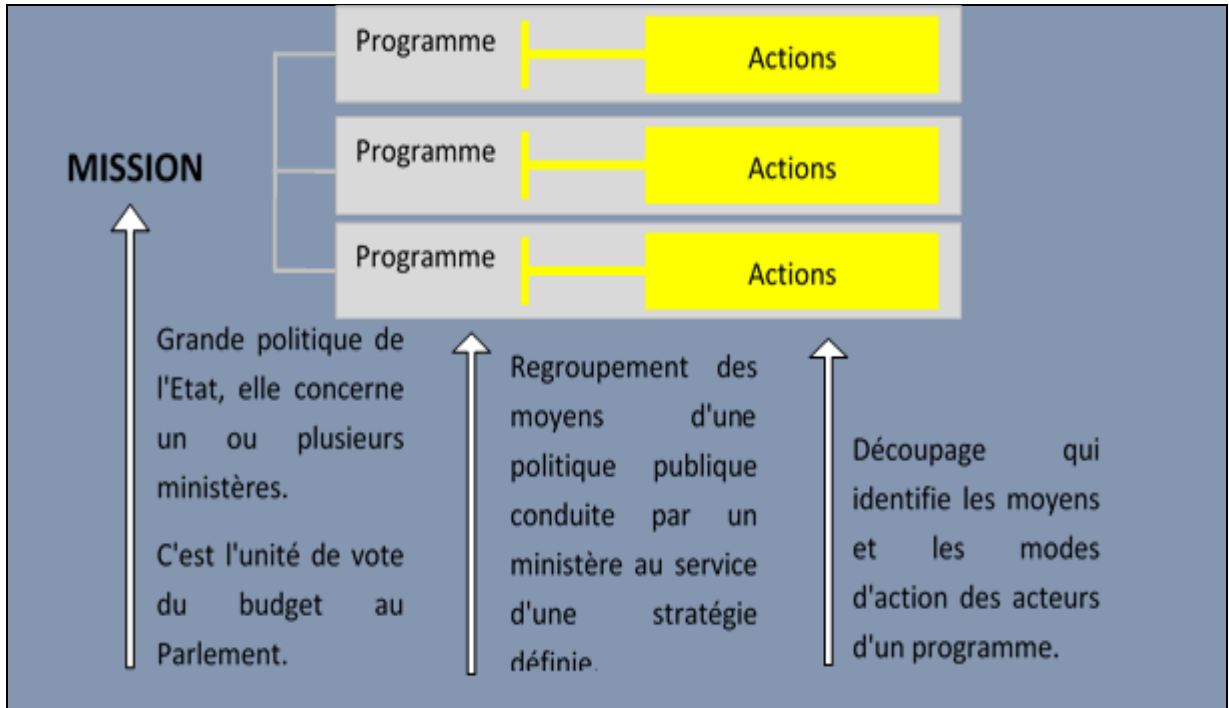 Programme
Actions
MISSION
Programme
Actions
Programme
Actions
Grande politique de
l'Etat, elle concerne
un ou plusieurs
ministères.
C'est l'unité de vote
du budget au
Parlement.
Regroupement des
moyens d'une
politique publique
conduite par un
ministère au service
d'une stratégie
définie.
Découpage qui
identifie les moyens
et les modes
d'action des acteurs
d'un programme.